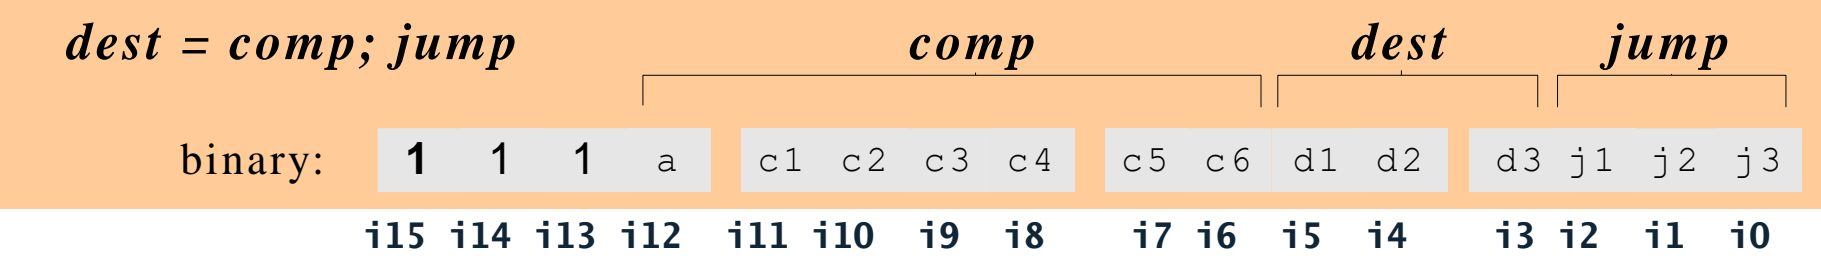 dest = comp; jump comp dest jump
binary: 1 1 1 a c1 c2 c3 c4 c5 c6 d1 d2 d3 j1 j2 j3
i15 i14 i13 i12 i11 i10 i9 i8 i7 i6 i5 i4 i3 i2 i1 i0